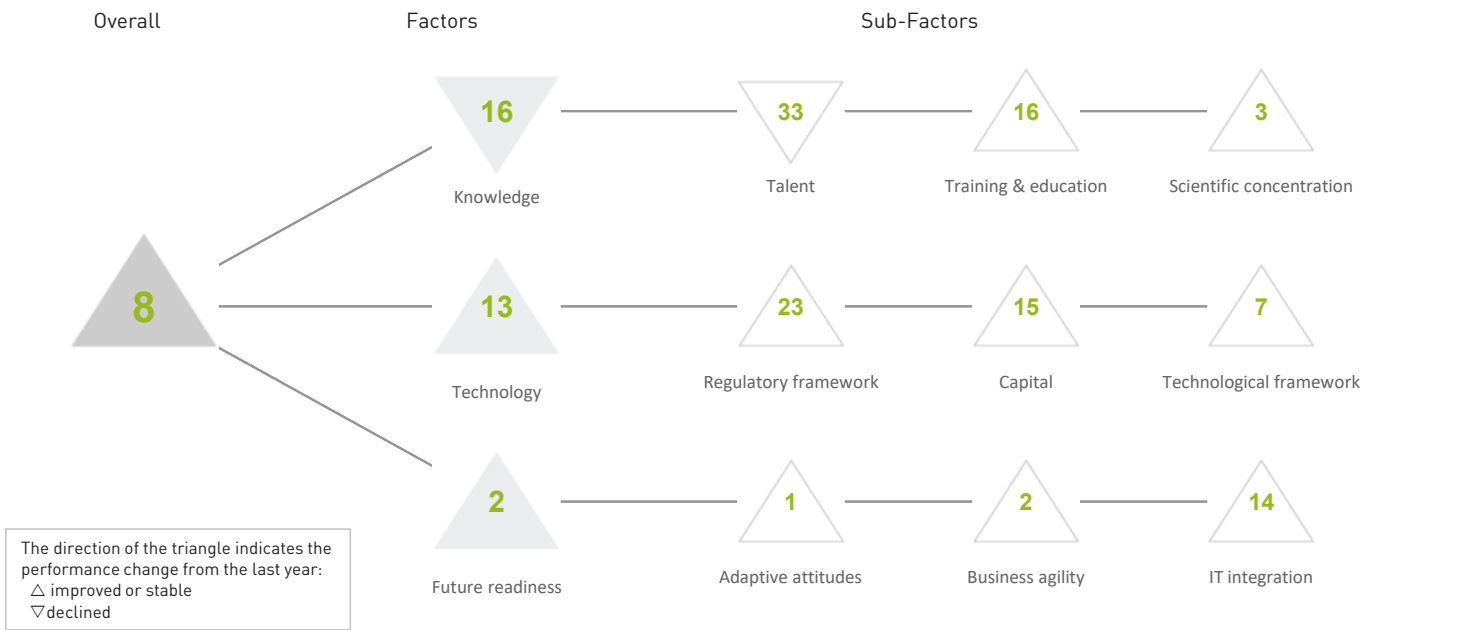 Overall Factors Sub-Factors
16 33 16 3
Knowledge Talent Training & education Scientific concentration
8 13 23 15 7
Technology Regulatory framework Capital Technological framework
2 1 2 14
Future readiness Adaptive attitudes Business agility IT integration
The direction of the triangle indicates the
performance change from the last year:
△ improved or stable
▽declined